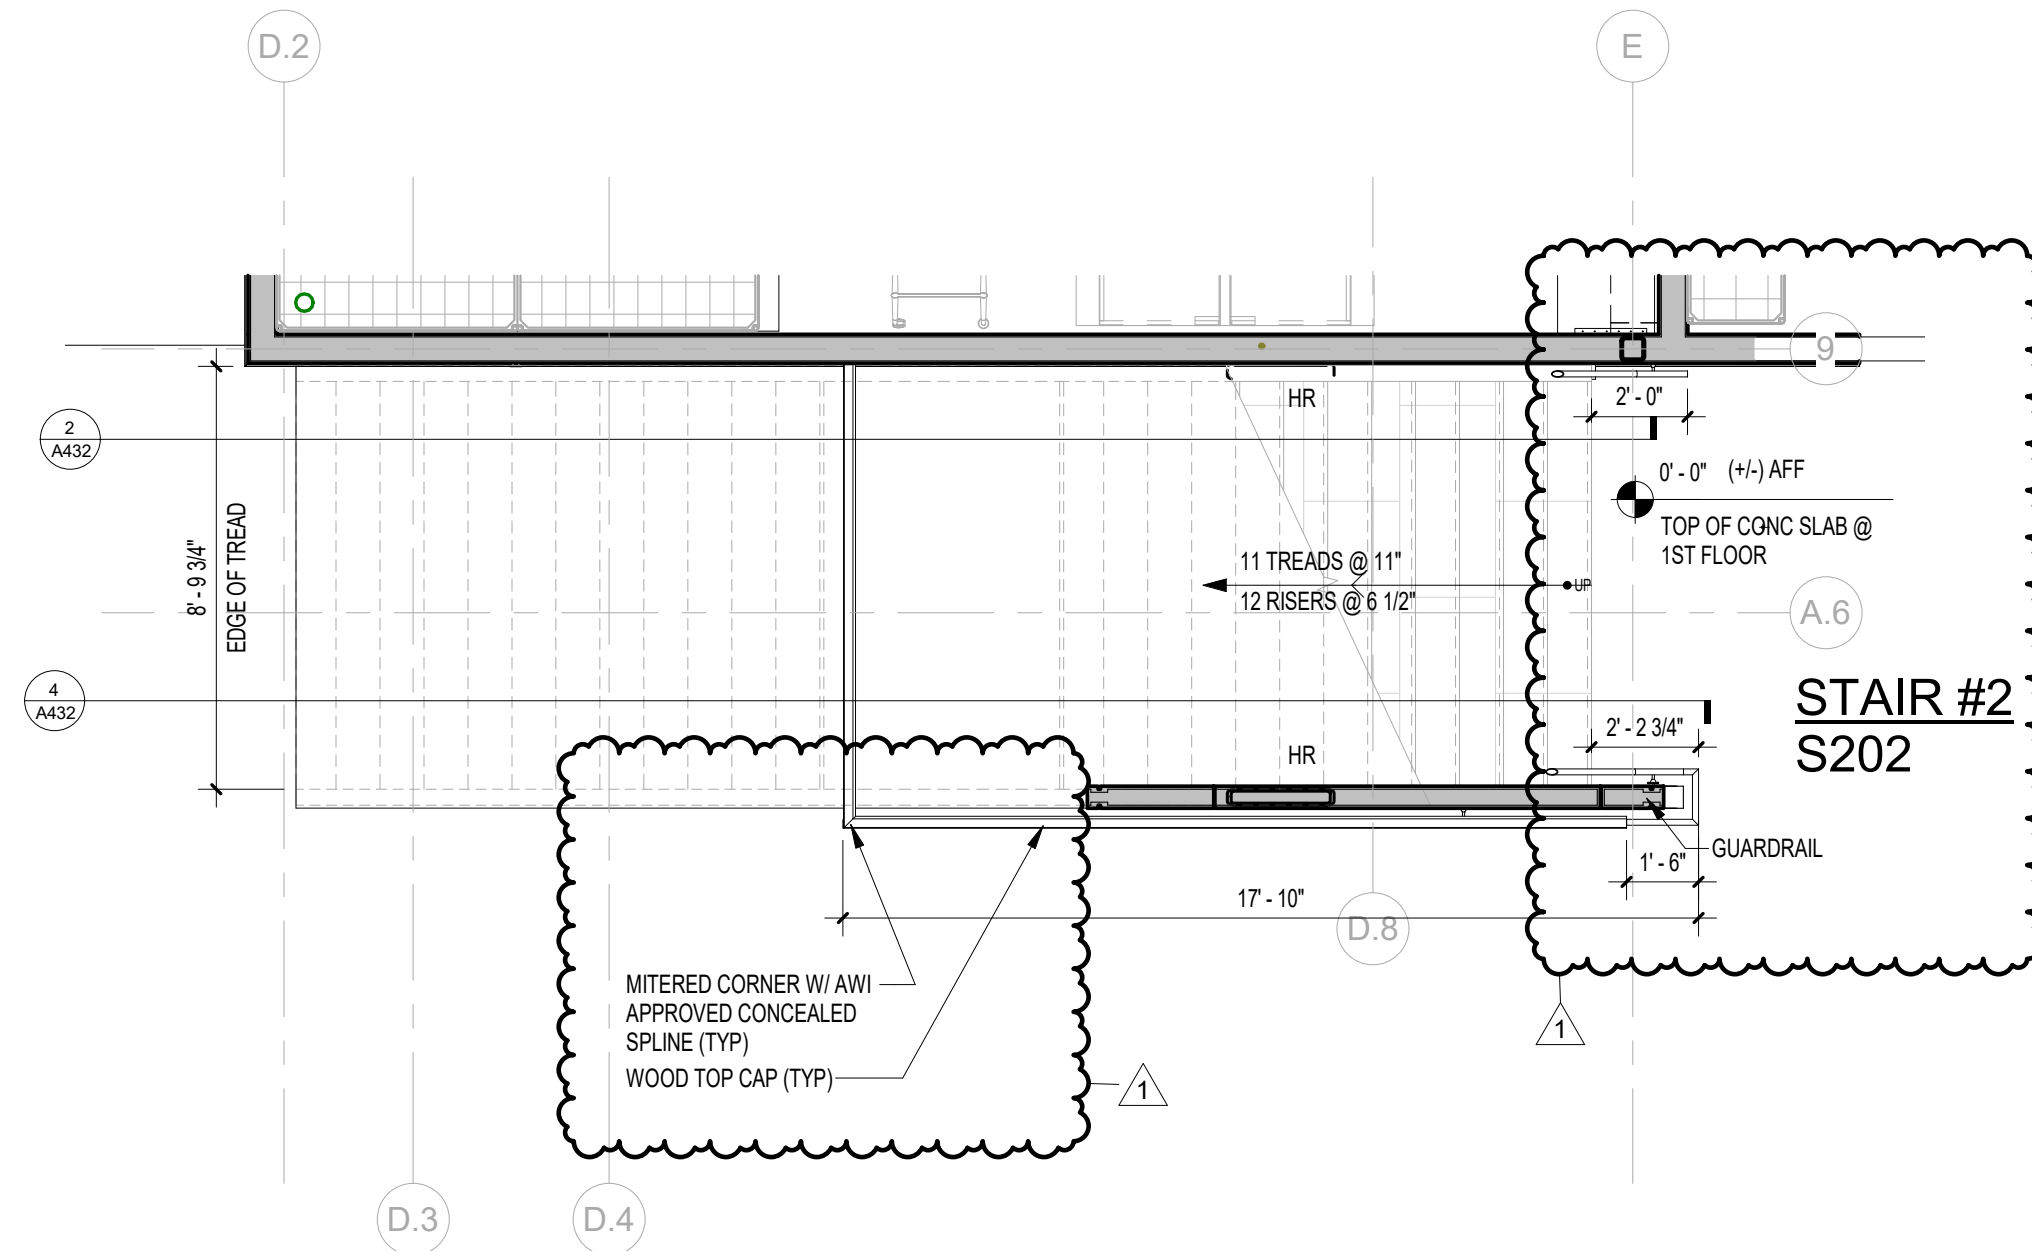 D.2
E
9
HR
2' - 0"
2
A432
0' - 0" (+/-) AFF
TOP OF CONC SLAB @
1ST FLOOR
8' - 9 3/4"
EDGE OF TREAD
11 TREADS @ 11"
12 RISERS @ 6 1/2"
UP
A.6
4
A432
STAIR #2
S202
2' - 2 3/4"
HR
GUARDRAIL
1' - 6"
17' - 10"
D.8
MITERED CORNER W/ AWI
APPROVED CONCEALED
SPLINE (TYP)
WOOD TOP CAP (TYP)
1
1
D.3
D.4